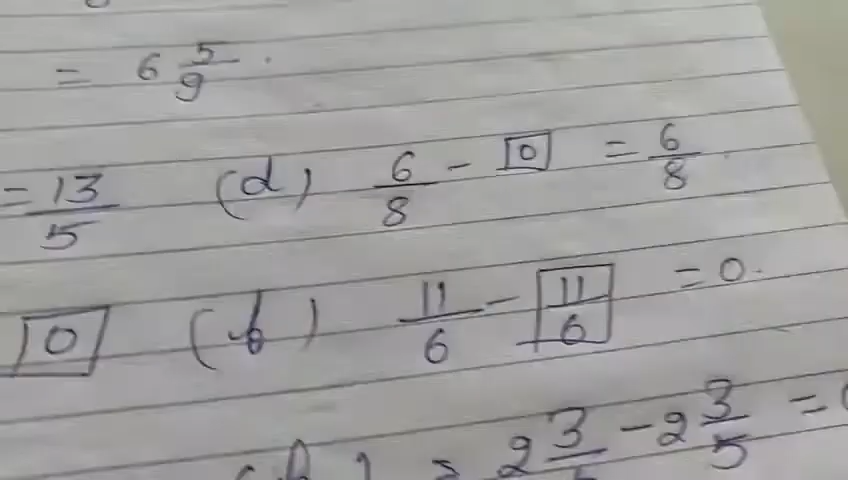 = 6 5/9.
= 13/5 (d) 6/8 - 0 = 6/8
0 (f) 11/6 - 11/6 = 0.
(h) = 2 3/5 - 2 3/5 =